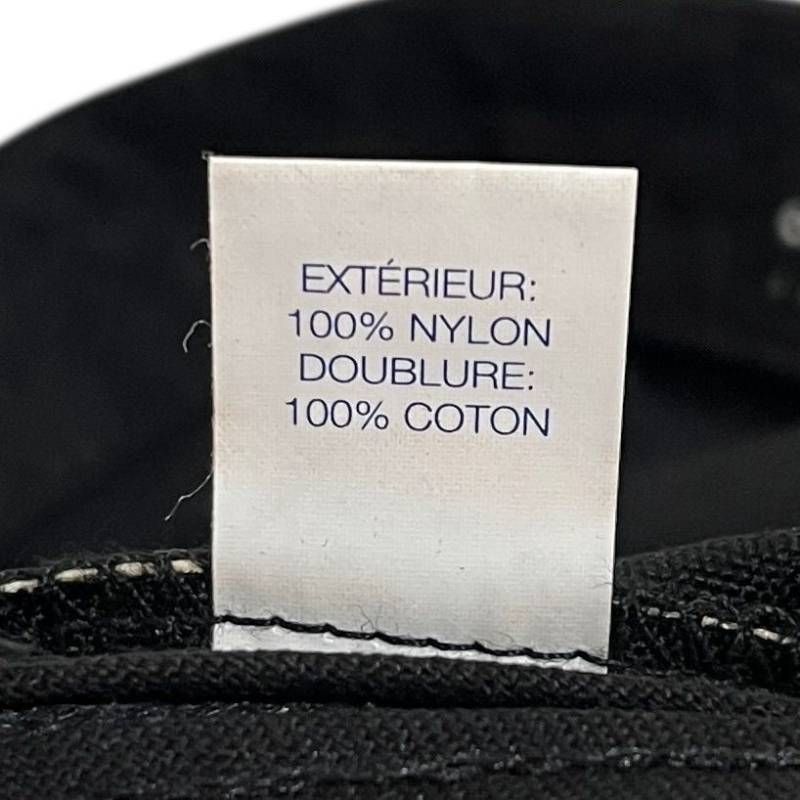 EXTÉRIEUR:
100% NYLON
DOUBLURE:
100% COTON